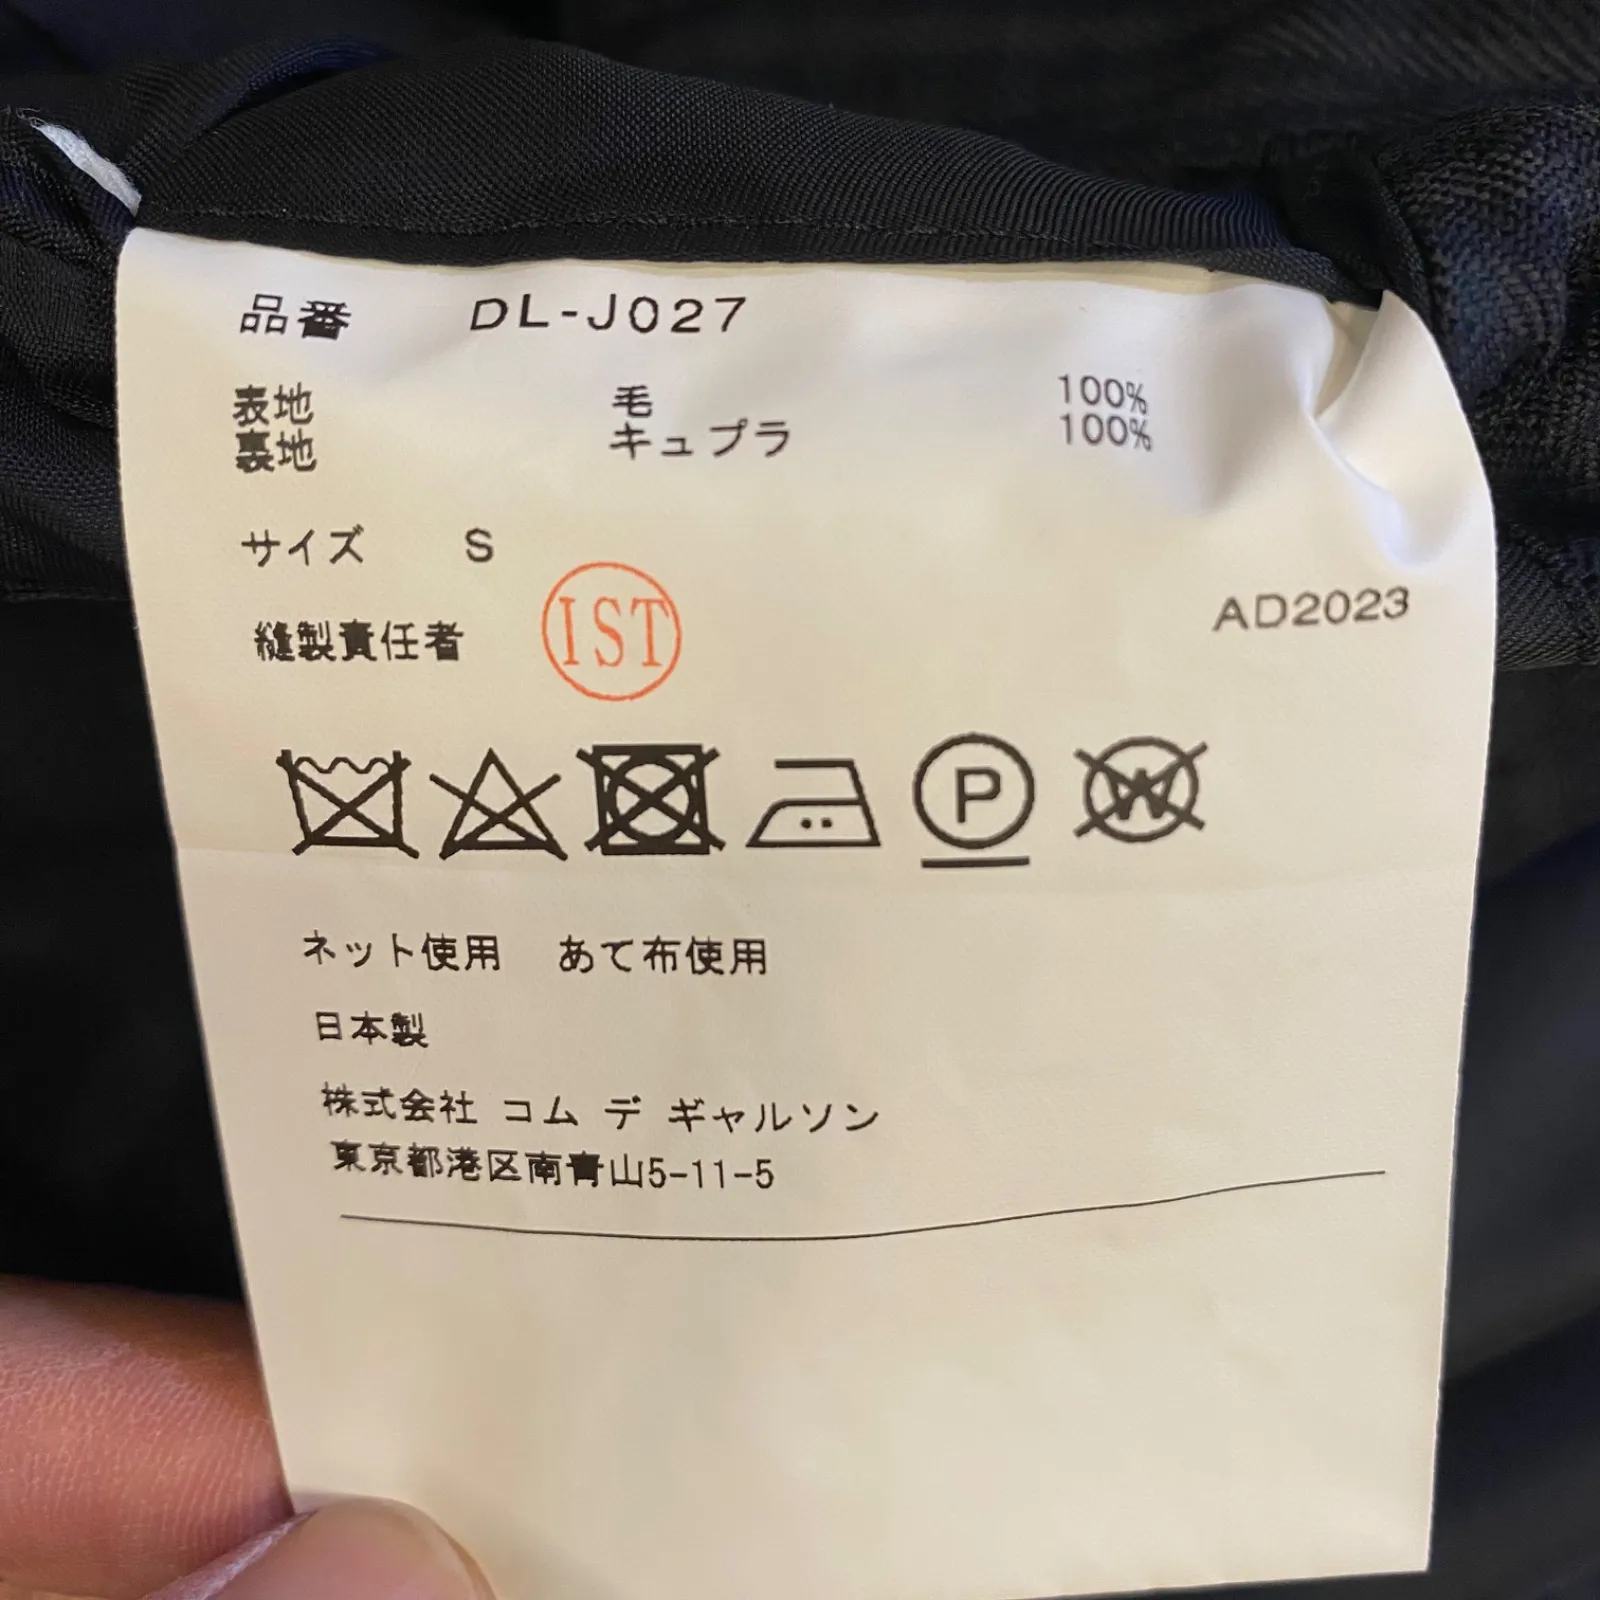 品番 DL-J027
表地 毛 100%
裏地 キュプラ 100%
サイズ S
縫製責任者 IST AD2023
P W
ネット使用 あて布使用
日本製
株式会社 コム デ ギャルソン
東京都港区南青山5-11-5